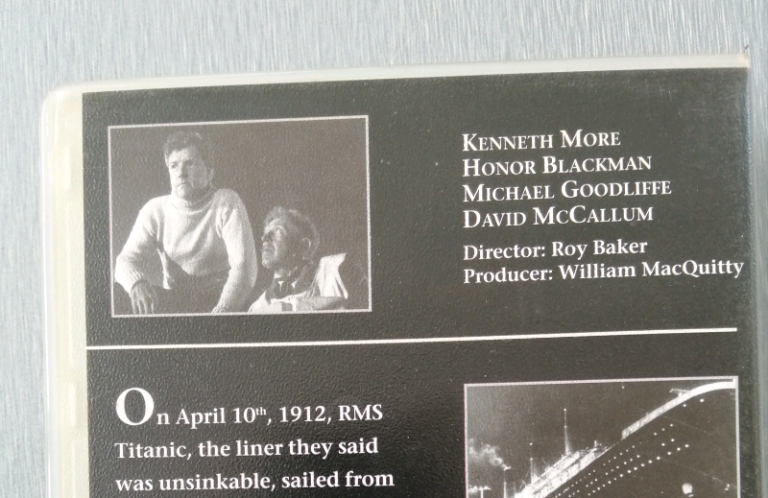 KENNETH MORE
HONOR BLACKMAN
MICHAEL GOODLIFFE
DAVID MCCALLUM
Director: Roy Baker
Producer: William MacQuitty
On April 10th, 1912, RMS
Titanic, the liner they said
was unsinkable, sailed from